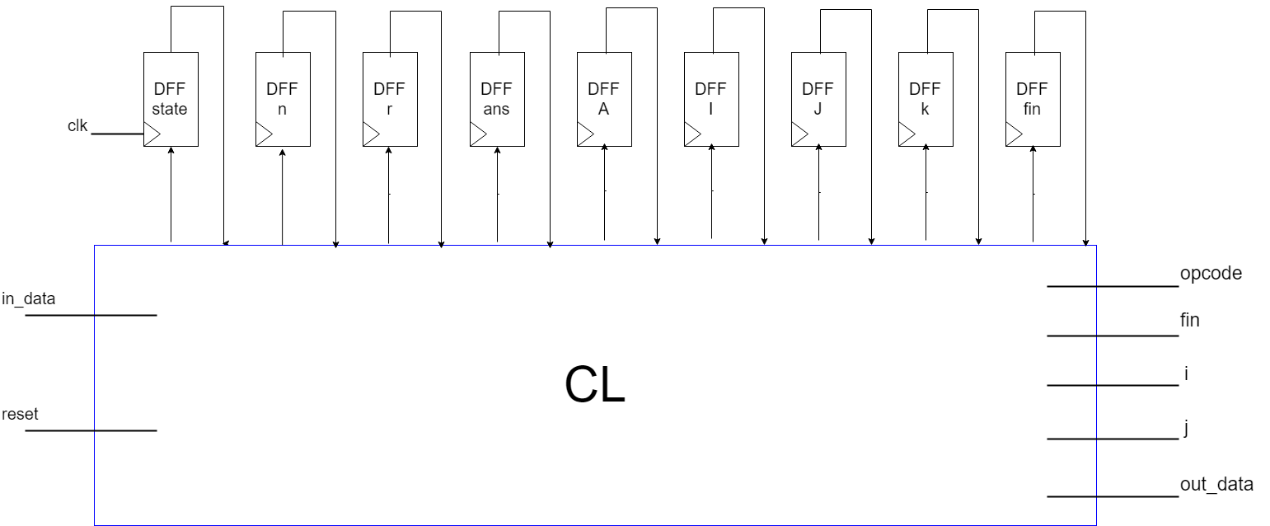 DFF
state
DFF
n
DFF
r
DFF
ans
DFF
A
DFF
I
DFF
J
DFF
k
DFF
fin
clk
in_data
reset
CL
opcode
fin
i
j
out_data